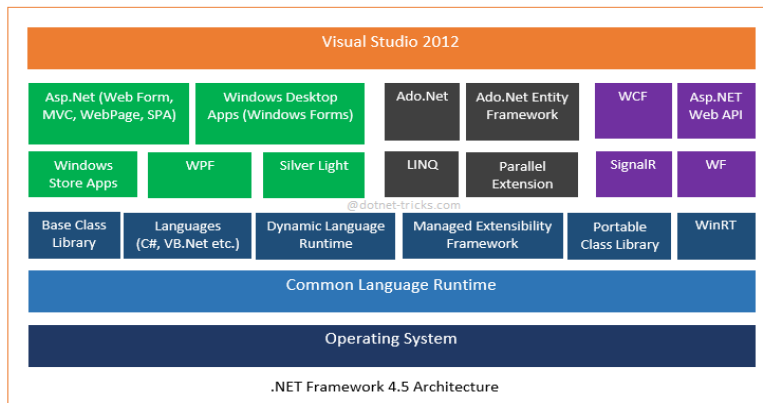 Visual Studio 2012
Asp.Net (Web Form,
MVC, WebPage, SPA)
Windows Desktop
Apps (Windows Forms)
Ado.Net
Ado.Net Entity
Framework
WCF
Asp.NET
Web API
Windows
Store Apps
WPF
Silver Light
LINQ
Parallel
Extension
SignalR
WF
@dotnet-tricks.com
Base Class
Library
Languages
(C#, VB.Net etc.)
Dynamic Language
Runtime
Managed Extensibility
Framework
Portable
Class Library
WinRT
Common Language Runtime
Operating System
.NET Framework 4.5 Architecture